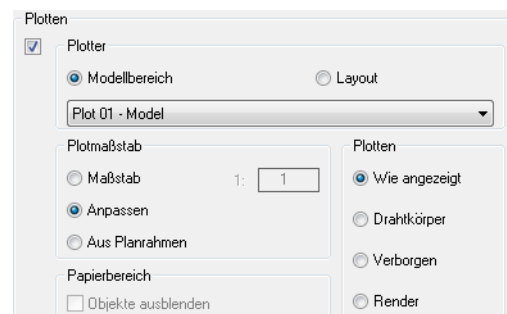 Plotten
Plotter
Modellbereich
Layout
Plot 01 - Model
Plotmaßstab
Maßstab 1: 1
Anpassen
Aus Planrahmen
Papierbereich
Objekte ausblenden
Plotten
Wie angezeigt
Drahtkörper
Verborgen
Render